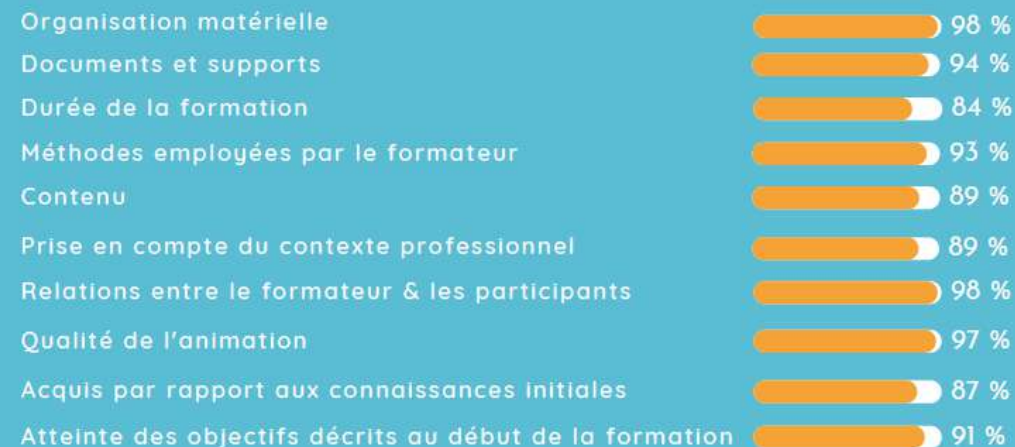 Organisation matérielle 98 %
Documents et supports 94 %
Durée de la formation 84 %
Méthodes employées par le formateur 93 %
Contenu 89 %
Prise en compte du contexte professionnel 89 %
Relations entre le formateur & les participants 98 %
Qualité de l'animation 97 %
Acquis par rapport aux connaissances initiales 87 %
Atteinte des objectifs décrits au début de la formation 91 %